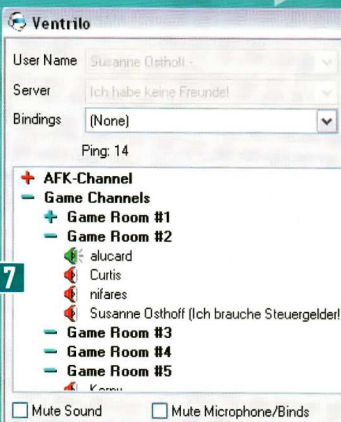 Ventrilo
User Name Susanne Osthoff -
Server Ich habe keine Freunde!
Bindings (None)
Ping: 14
AFK-Channel
Game Channels
Game Room #1
Game Room #2
alucard
Curtis
nifares
Susanne Osthoff (Ich brauche Steuergelder!
7
Game Room #3
Game Room #4
Game Room #5
Mute Sound Mute Microphone/Binds